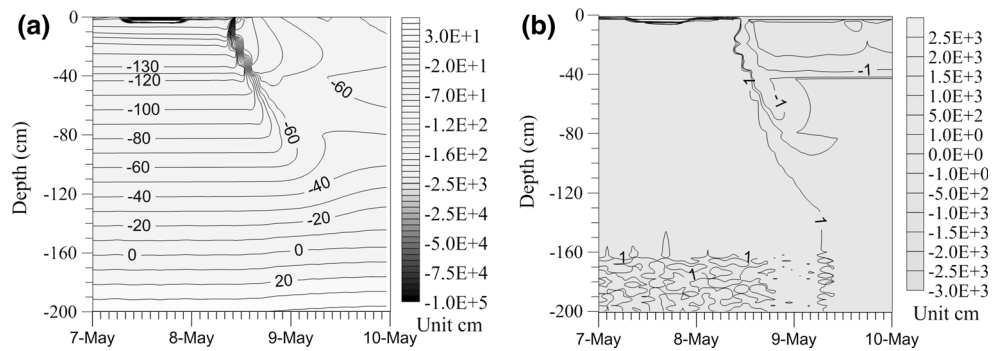 (a)
0
-40
-80
-120
-160
-200
Depth (cm)
7-May
8-May
9-May
10-May
-130
-120
-100
-80
-60
-40
-20
0
-60
-60
-40
-20
0
20
3.0E+1
-2.0E+1
-7.0E+1
-1.2E+2
-1.6E+2
-2.5E+3
-2.5E+4
-5.0E+4
-7.5E+4
-1.0E+5
Unit cm
(b)
0
-40
-80
-120
-160
-200
Depth (cm)
7-May
8-May
9-May
10-May
1
-1
-1
1
1
1
1
2.5E+3
2.0E+3
1.5E+3
1.0E+3
5.0E+2
1.0E+0
0.0E+0
-1.0E+0
-5.0E+2
-1.0E+3
-1.5E+3
-2.0E+3
-2.5E+3
-3.0E+3
Unit cm